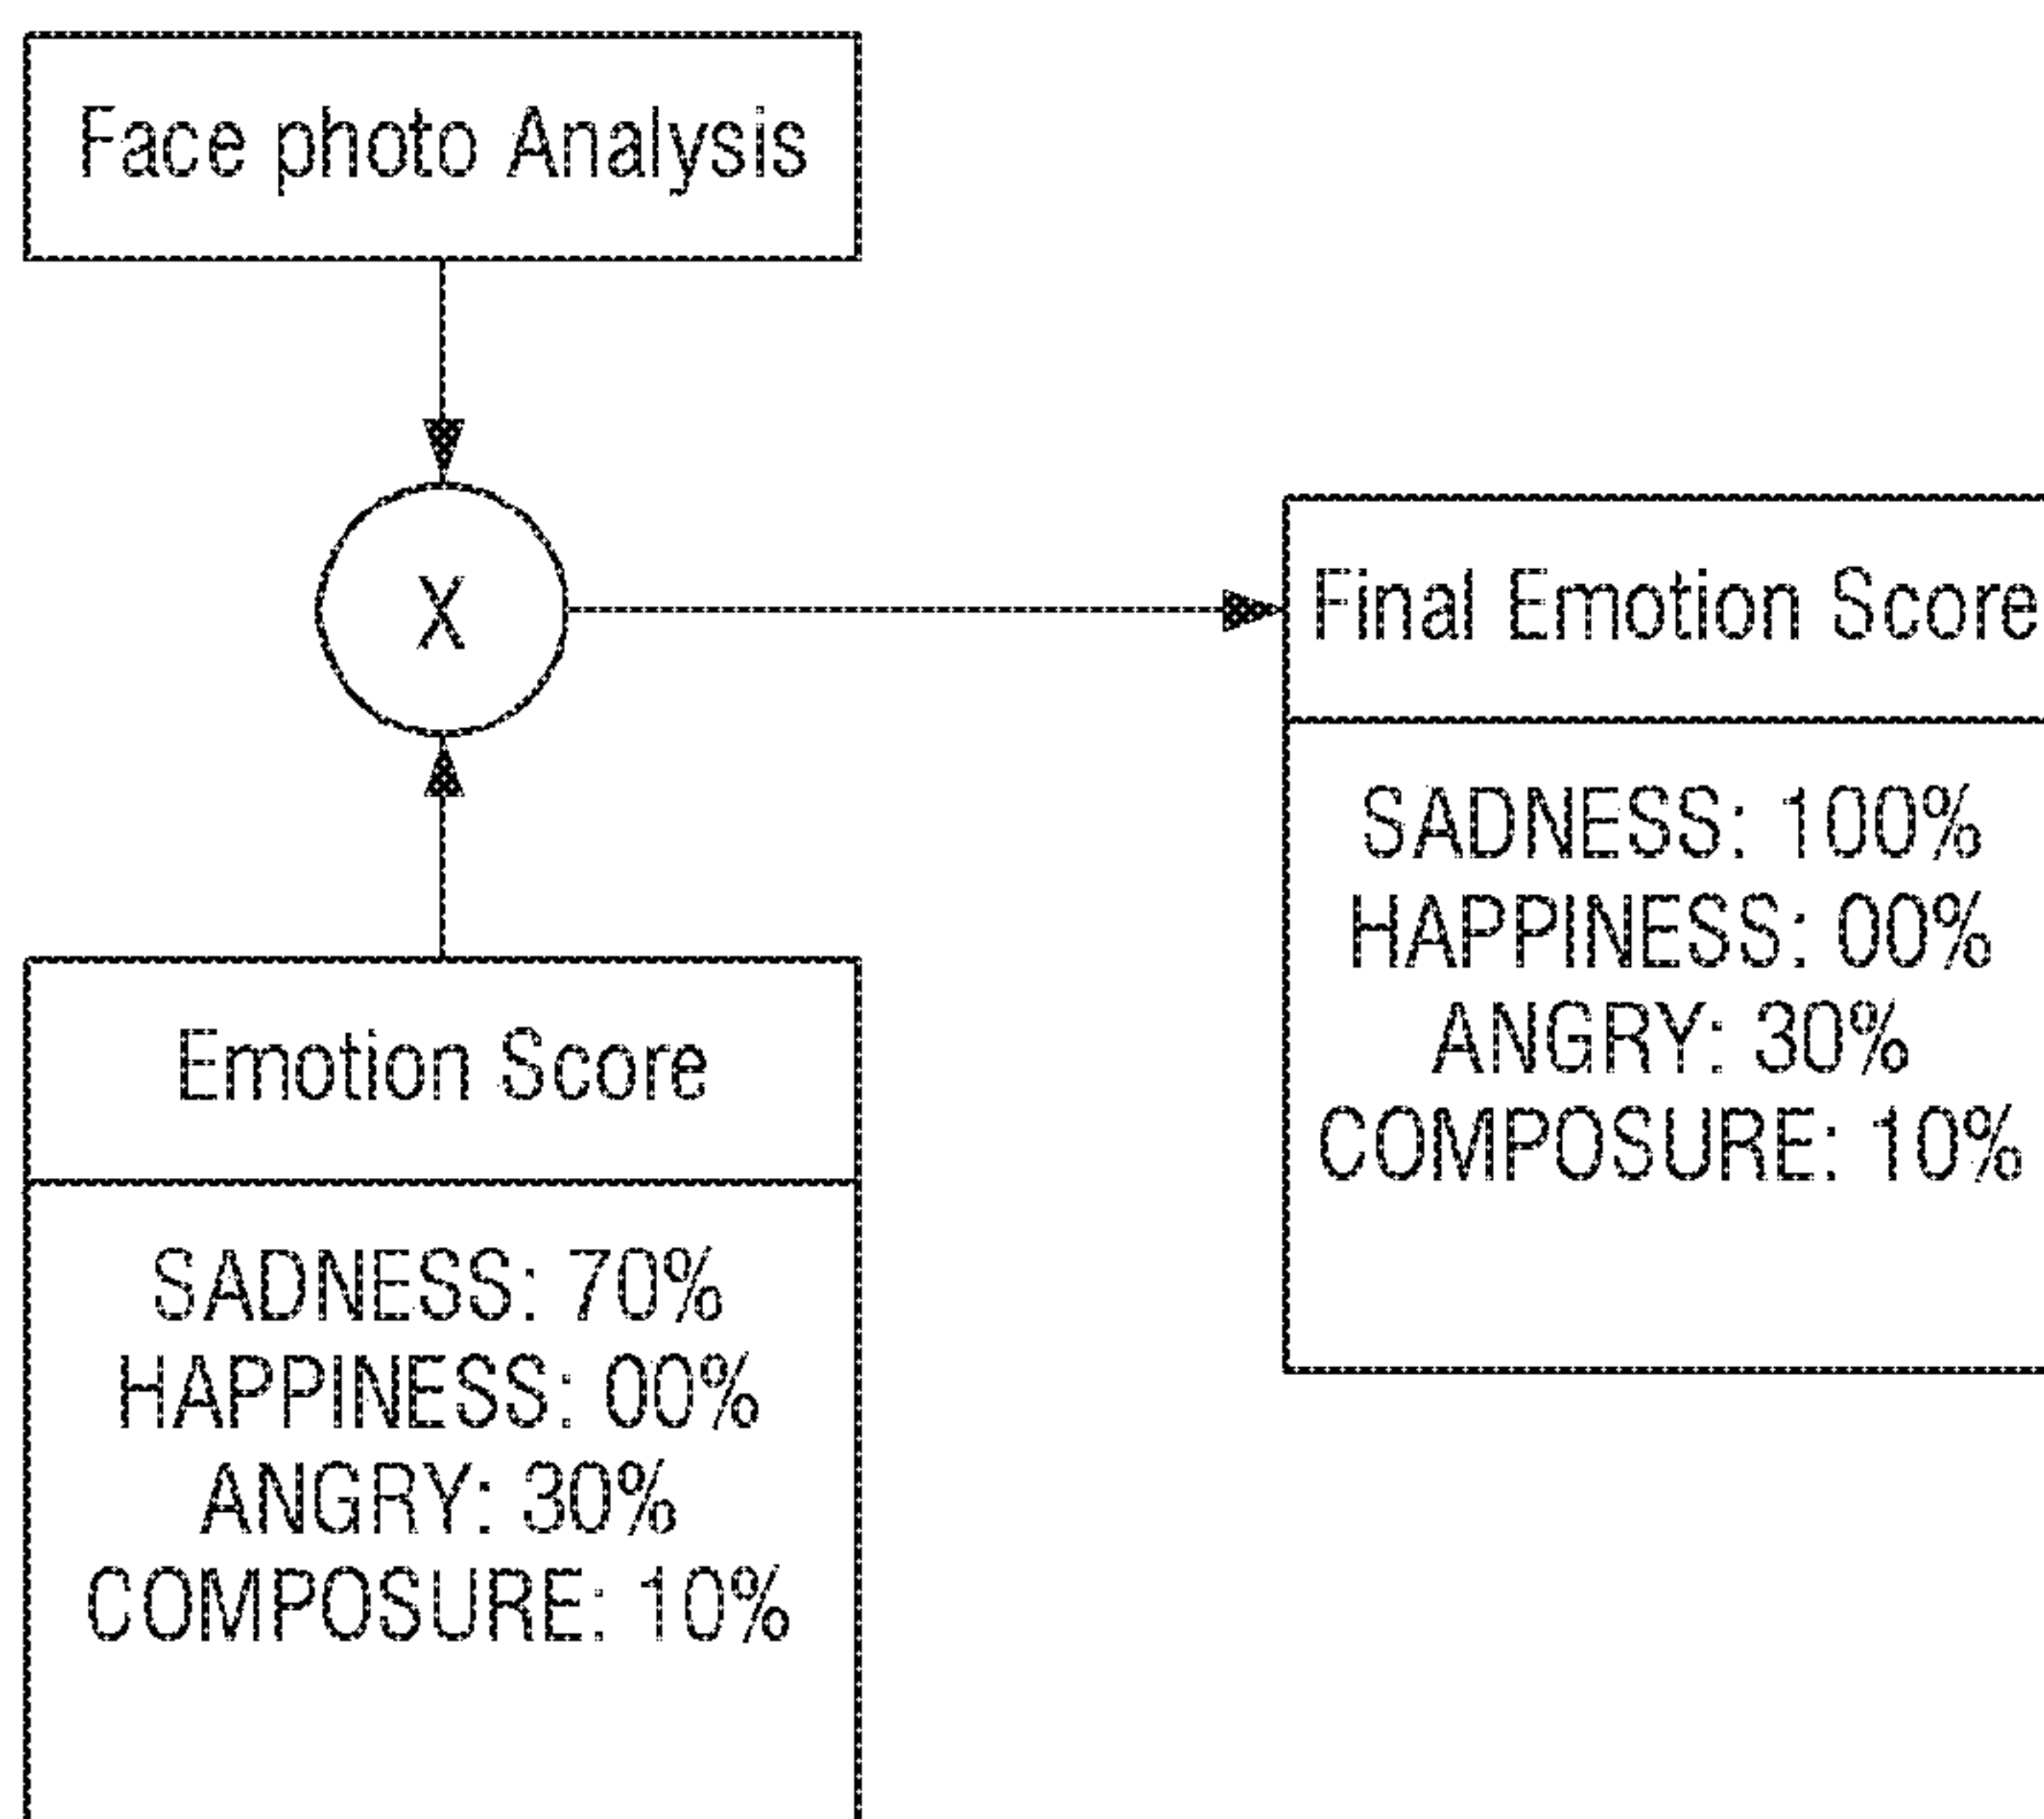 Face photo Analysis
X
Final Emotion Score
SADNESS: 100%
HAPPINESS: 00%
ANGRY: 30%
COMPOSURE: 10%
Emotion Score
SADNESS: 70%
HAPPINESS: 00%
ANGRY: 30%
COMPOSURE: 10%